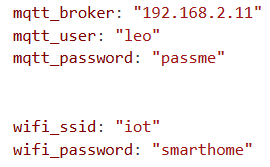 mqtt_broker: "192.168.2.11"
mqtt_user: "leo"
mqtt_password: "passme"
wifi_ssid: "iot"
wifi_password: "smarthome"